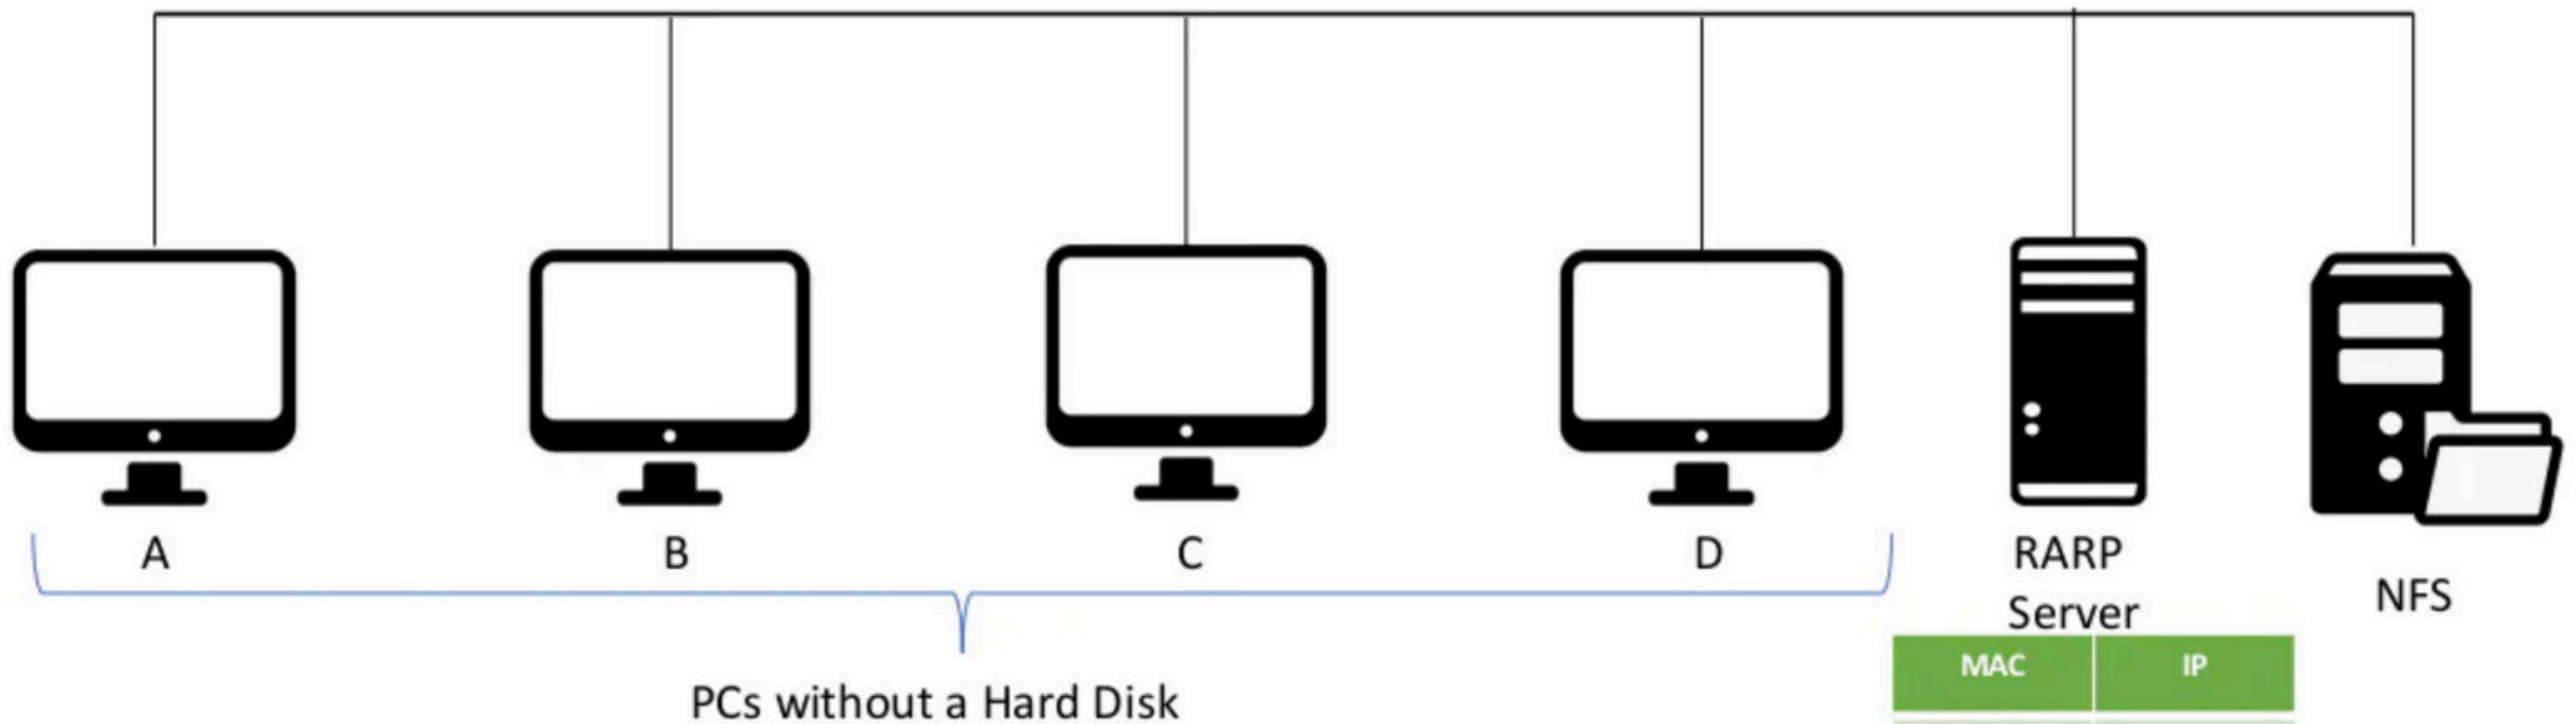 A
B
C
D
RARP
Server
NFS
PCs without a Hard Disk
MAC
IP